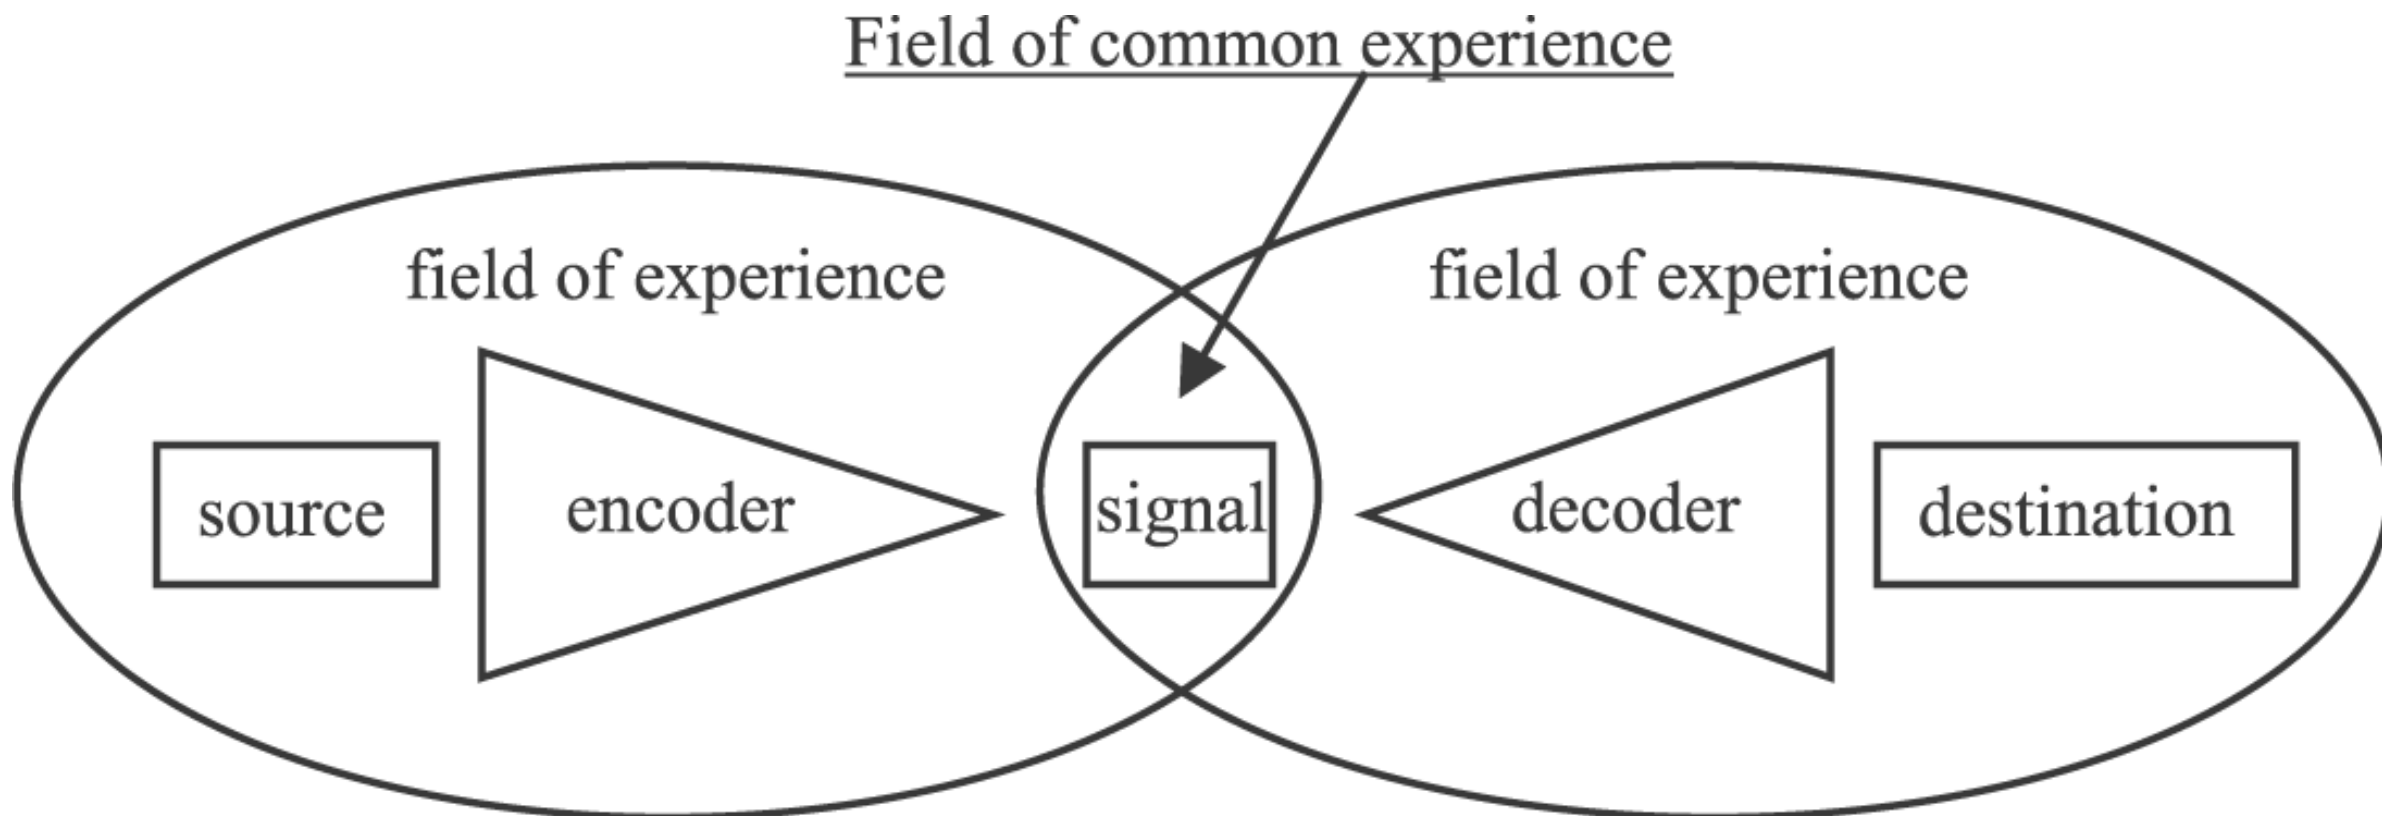 Field of common experience
field of experience
field of experience
source
encoder
signal
decoder
destination